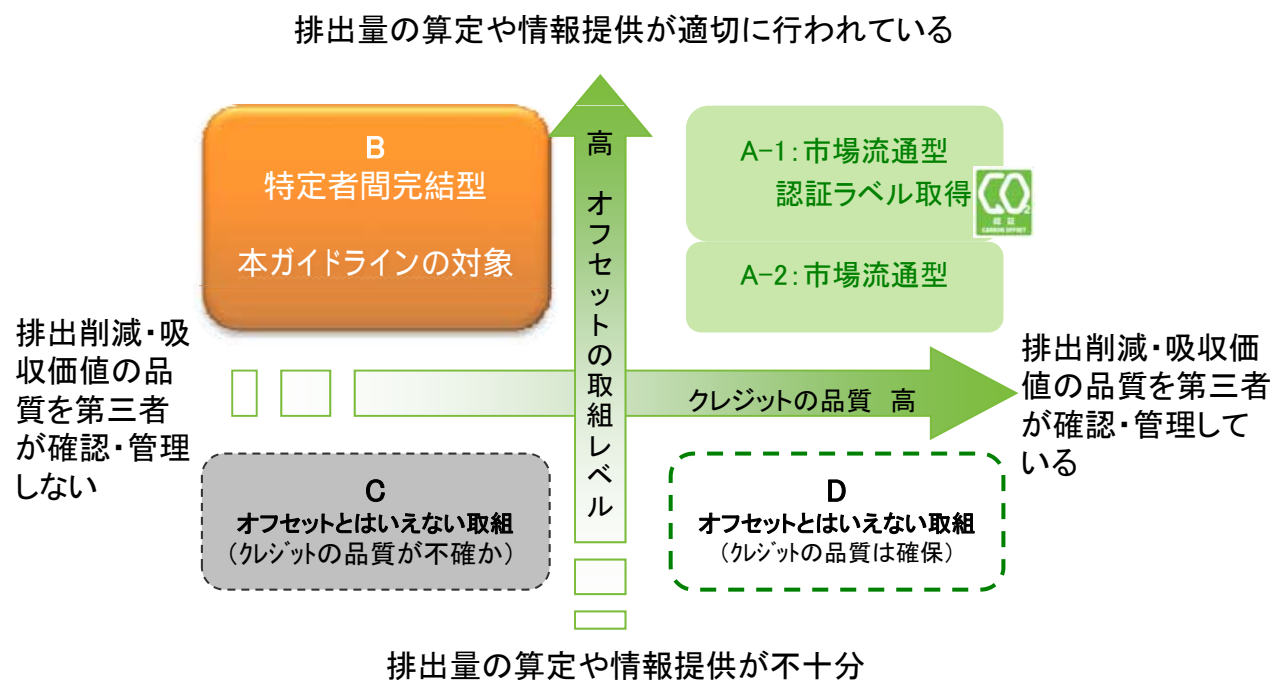 排出量の算定や情報提供が適切に行われている
B
特定者間完結型
本ガイドラインの対象
高 オフセットの取組レベル
A-1：市場流通型
認証ラベル取得
CO2
認証
CARBON OFFSET
A-2：市場流通型
排出削減・吸
収価値の品
質を第三者
が確認・管理
しない
クレジットの品質 高
排出削減・吸収価
値の品質を第三者
が確認・管理して
いる
C
オフセットとはいえない取組
（クレジットの品質が不確か）
D
オフセットとはいえない取組
（クレジットの品質は確保）
排出量の算定や情報提供が不十分